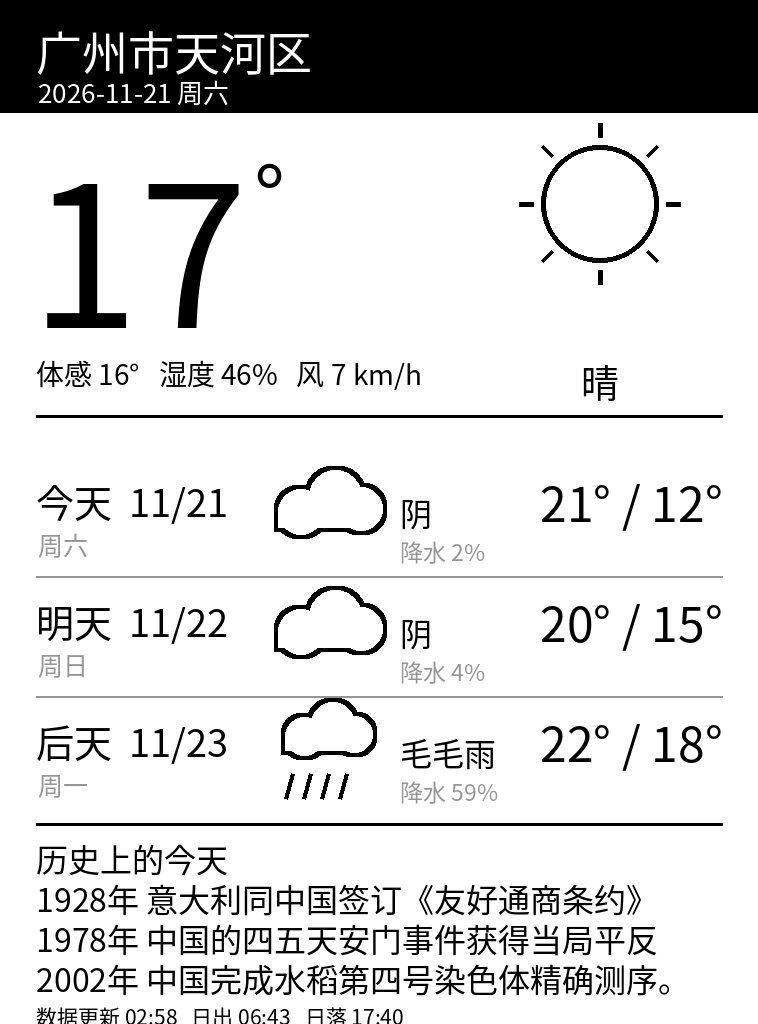 广州市天河区
2026-11-21 周六
17°
体感 16° 湿度 46% 风 7 km/h
晴
今天 11/21
周六
阴
降水 2%
21° / 12°
明天 11/22
周日
阴
降水 4%
20° / 15°
后天 11/23
周一
毛毛雨
降水 59%
22° / 18°
历史上的今天
1928年 意大利同中国签订《友好通商条约》
1978年 中国的四五天安门事件获得当局平反
2002年 中国完成水稻第四号染色体精确测序。
数据更新 02:58 日出 06:43 日落 17:40